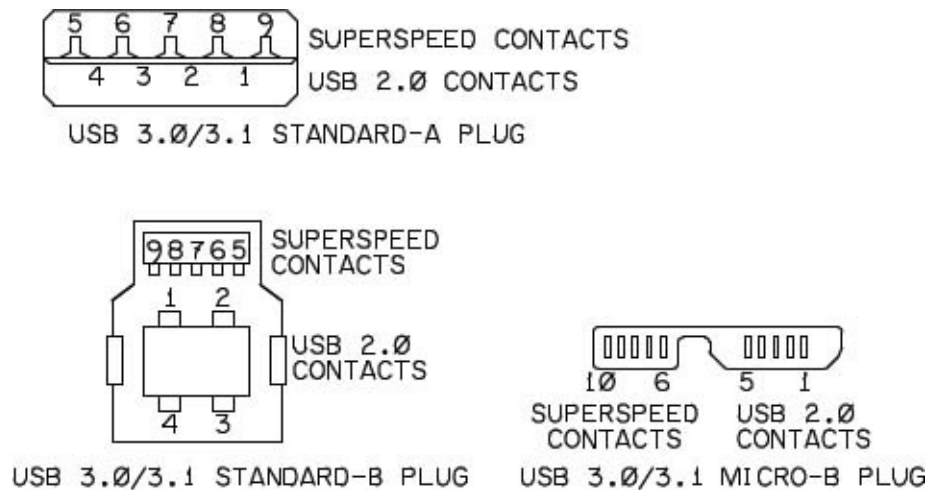 5 6 7 8 9
SUPERSPEED CONTACTS
4 3 2 1
USB 2.Ø CONTACTS
USB 3.Ø/3.1 STANDARD-A PLUG
98765
SUPERSPEED
CONTACTS
1 2
USB 2.Ø
CONTACTS
4 3
USB 3.Ø/3.1 STANDARD-B PLUG
1Ø 6 5 1
SUPERSPEED
CONTACTS
USB 2.Ø
CONTACTS
USB 3.Ø/3.1 MICRO-B PLUG